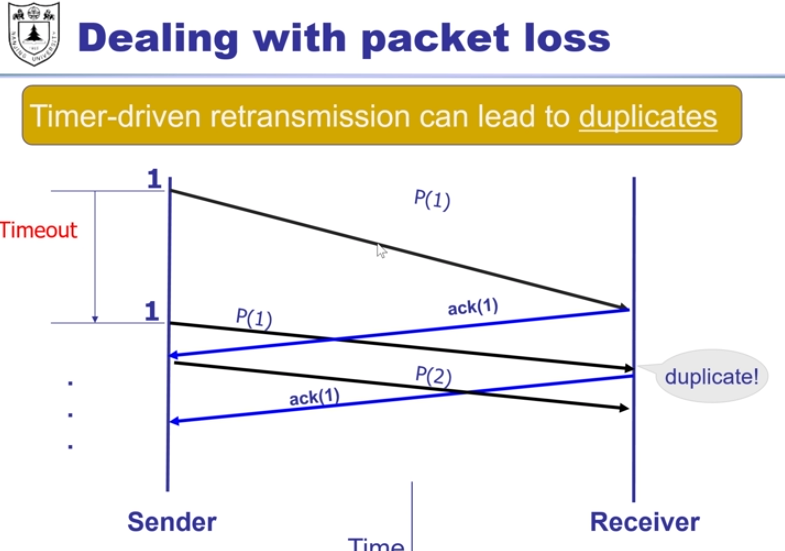 Dealing with packet loss
Timer-driven retransmission can lead to duplicates
1
P(1)
Timeout
ack(1)
1
P(1)
P(2)
duplicate!
ack(1)
Sender
Receiver
Time